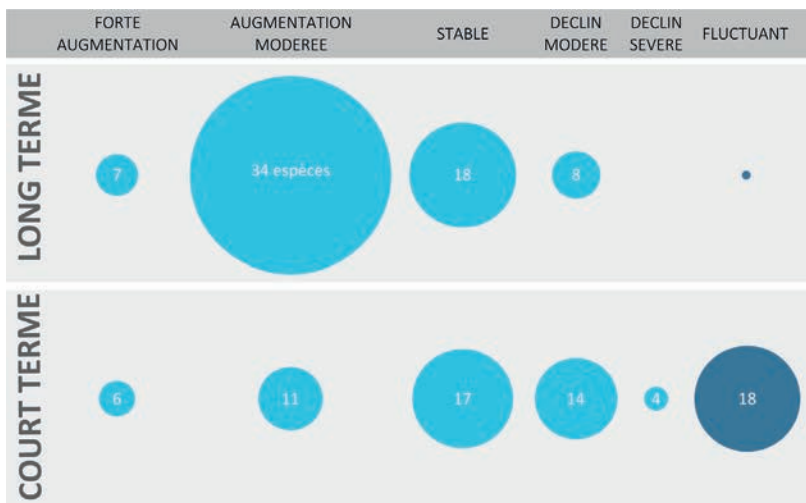 FORTE
AUGMENTATION
AUGMENTATION
MODEREE
STABLE
DECLIN
MODERE
DECLIN
SEVERE
FLUCTUANT
LONG TERME
7
34 espèces
18
8
COURT TERME
6
11
17
14
4
18